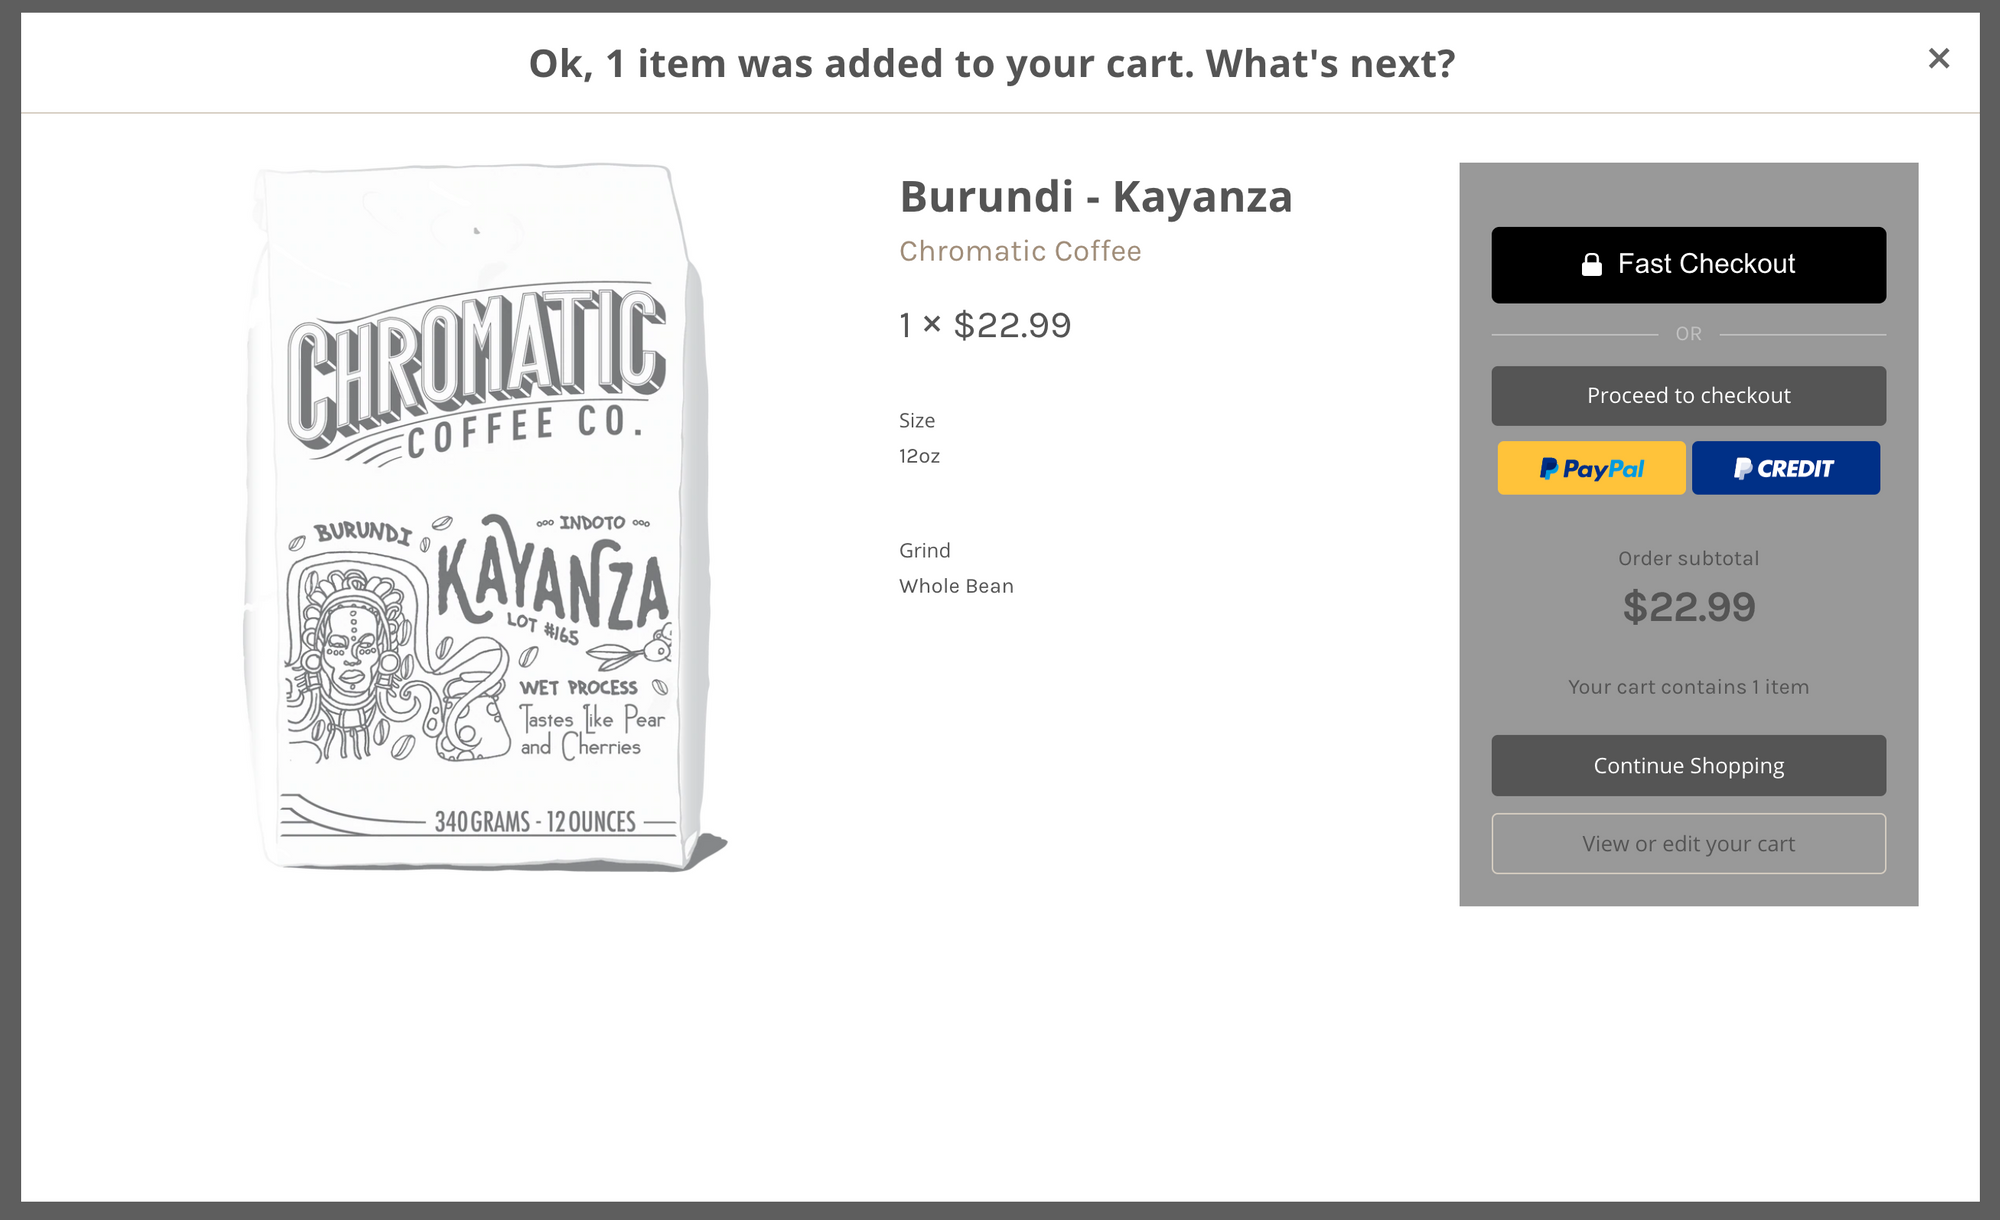 Ok, 1 item was added to your cart. What's next?
CHROMATIC
COFFEE CO.
BURUNDI
INDOTO
KAYANZA
LOT #165
WET PROCESS
Tastes Like Pear
and Cherries
340 GRAMS - 12 OUNCES
Burundi - Kayanza
Chromatic Coffee
1 × $22.99
Size
12oz
Grind
Whole Bean
Fast Checkout
OR
Proceed to checkout
PayPal
P CREDIT
Order subtotal
$22.99
Your cart contains 1 item
Continue Shopping
View or edit your cart